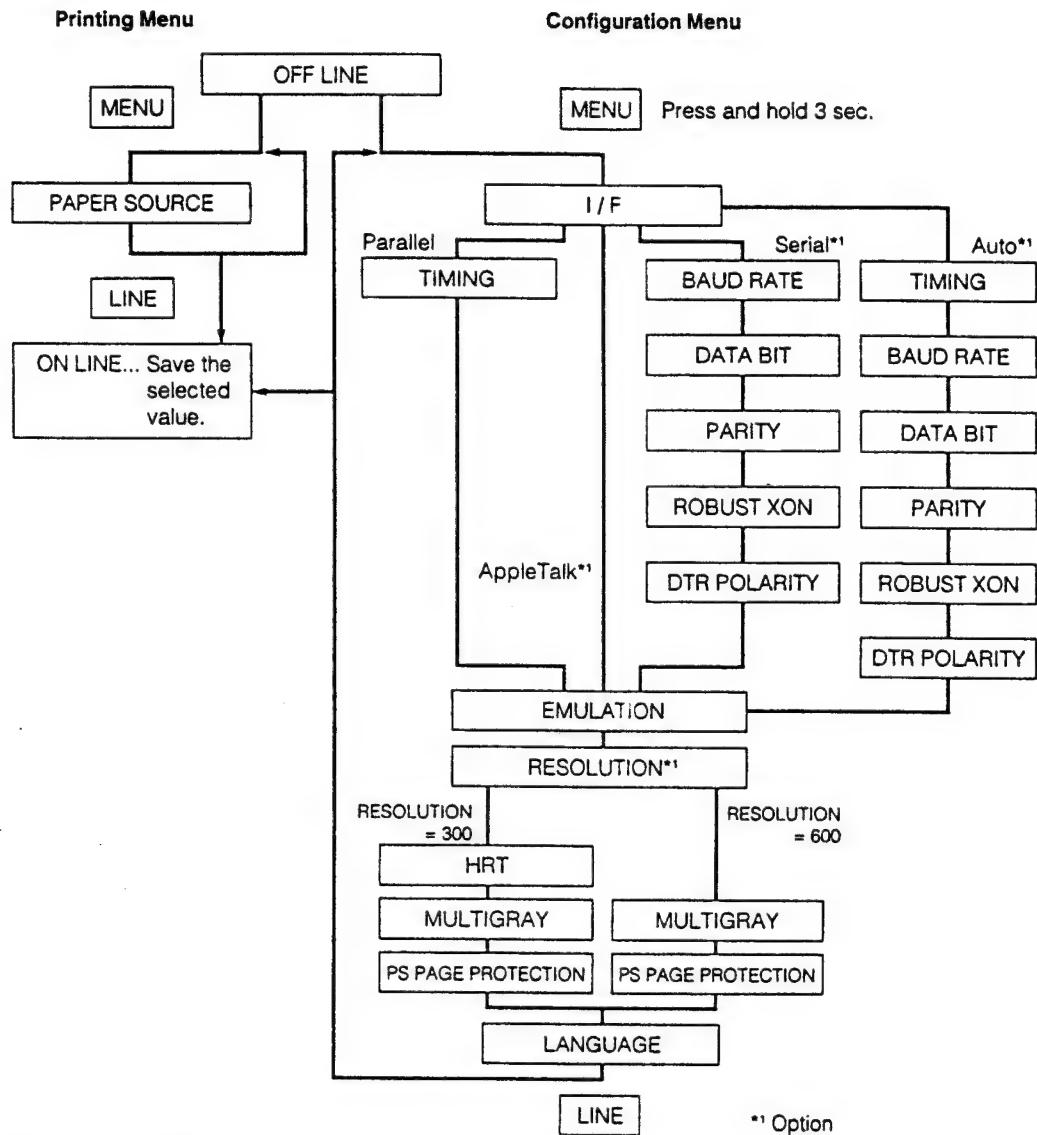 Printing Menu
Configuration Menu
OFF LINE
MENU
MENU Press and hold 3 sec.
PAPER SOURCE
LINE
ON LINE... Save the
selected
value.
I / F
Parallel
TIMING
AppleTalk*1
Serial*1
BAUD RATE
DATA BIT
PARITY
ROBUST XON
DTR POLARITY
Auto*1
TIMING
BAUD RATE
DATA BIT
PARITY
ROBUST XON
DTR POLARITY
EMULATION
RESOLUTION*1
RESOLUTION
= 300
HRT
MULTIGRAY
PS PAGE PROTECTION
RESOLUTION
= 600
MULTIGRAY
PS PAGE PROTECTION
LANGUAGE
LINE
*1 Option